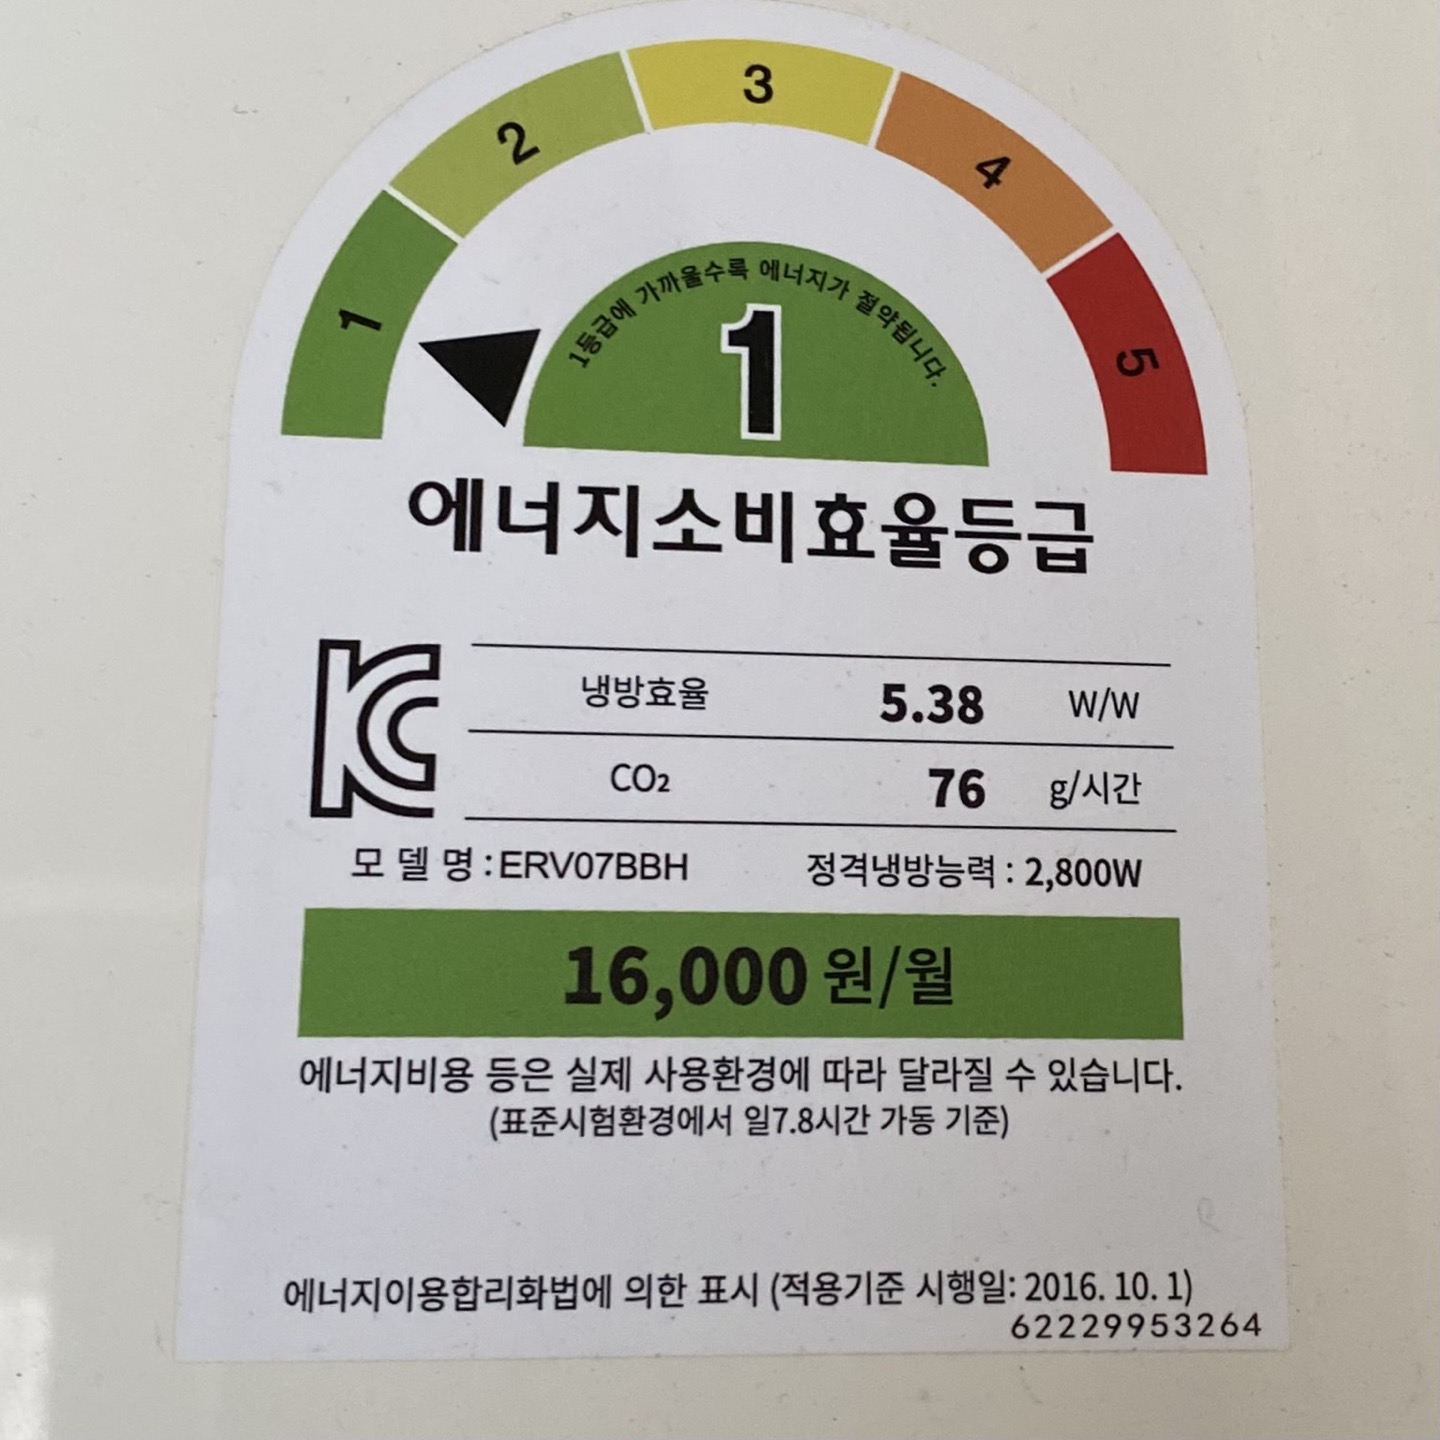 1 2 3 4 5
1등급에 가까울수록 에너지가 절약됩니다.
1
에너지소비효율등급
냉방효율 5.38 W/W
CO₂ 76 g/시간
모 델 명 : ERV07BBH 정격냉방능력 : 2,800W
16,000 원/월
에너지비용 등은 실제 사용환경에 따라 달라질 수 있습니다.
(표준시험환경에서 일7.8시간 가동 기준)
에너지이용합리화법에 의한 표시 (적용기준 시행일: 2016. 10. 1)
62229953264